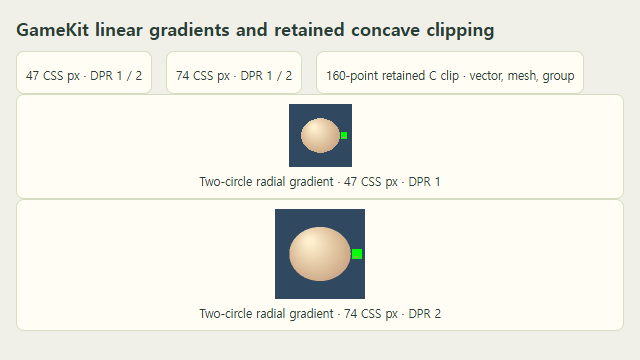 GameKit linear gradients and retained concave clipping
47 CSS px · DPR 1 / 2
74 CSS px · DPR 1 / 2
160-point retained C clip · vector, mesh, group
Two-circle radial gradient · 47 CSS px · DPR 1
Two-circle radial gradient · 74 CSS px · DPR 2